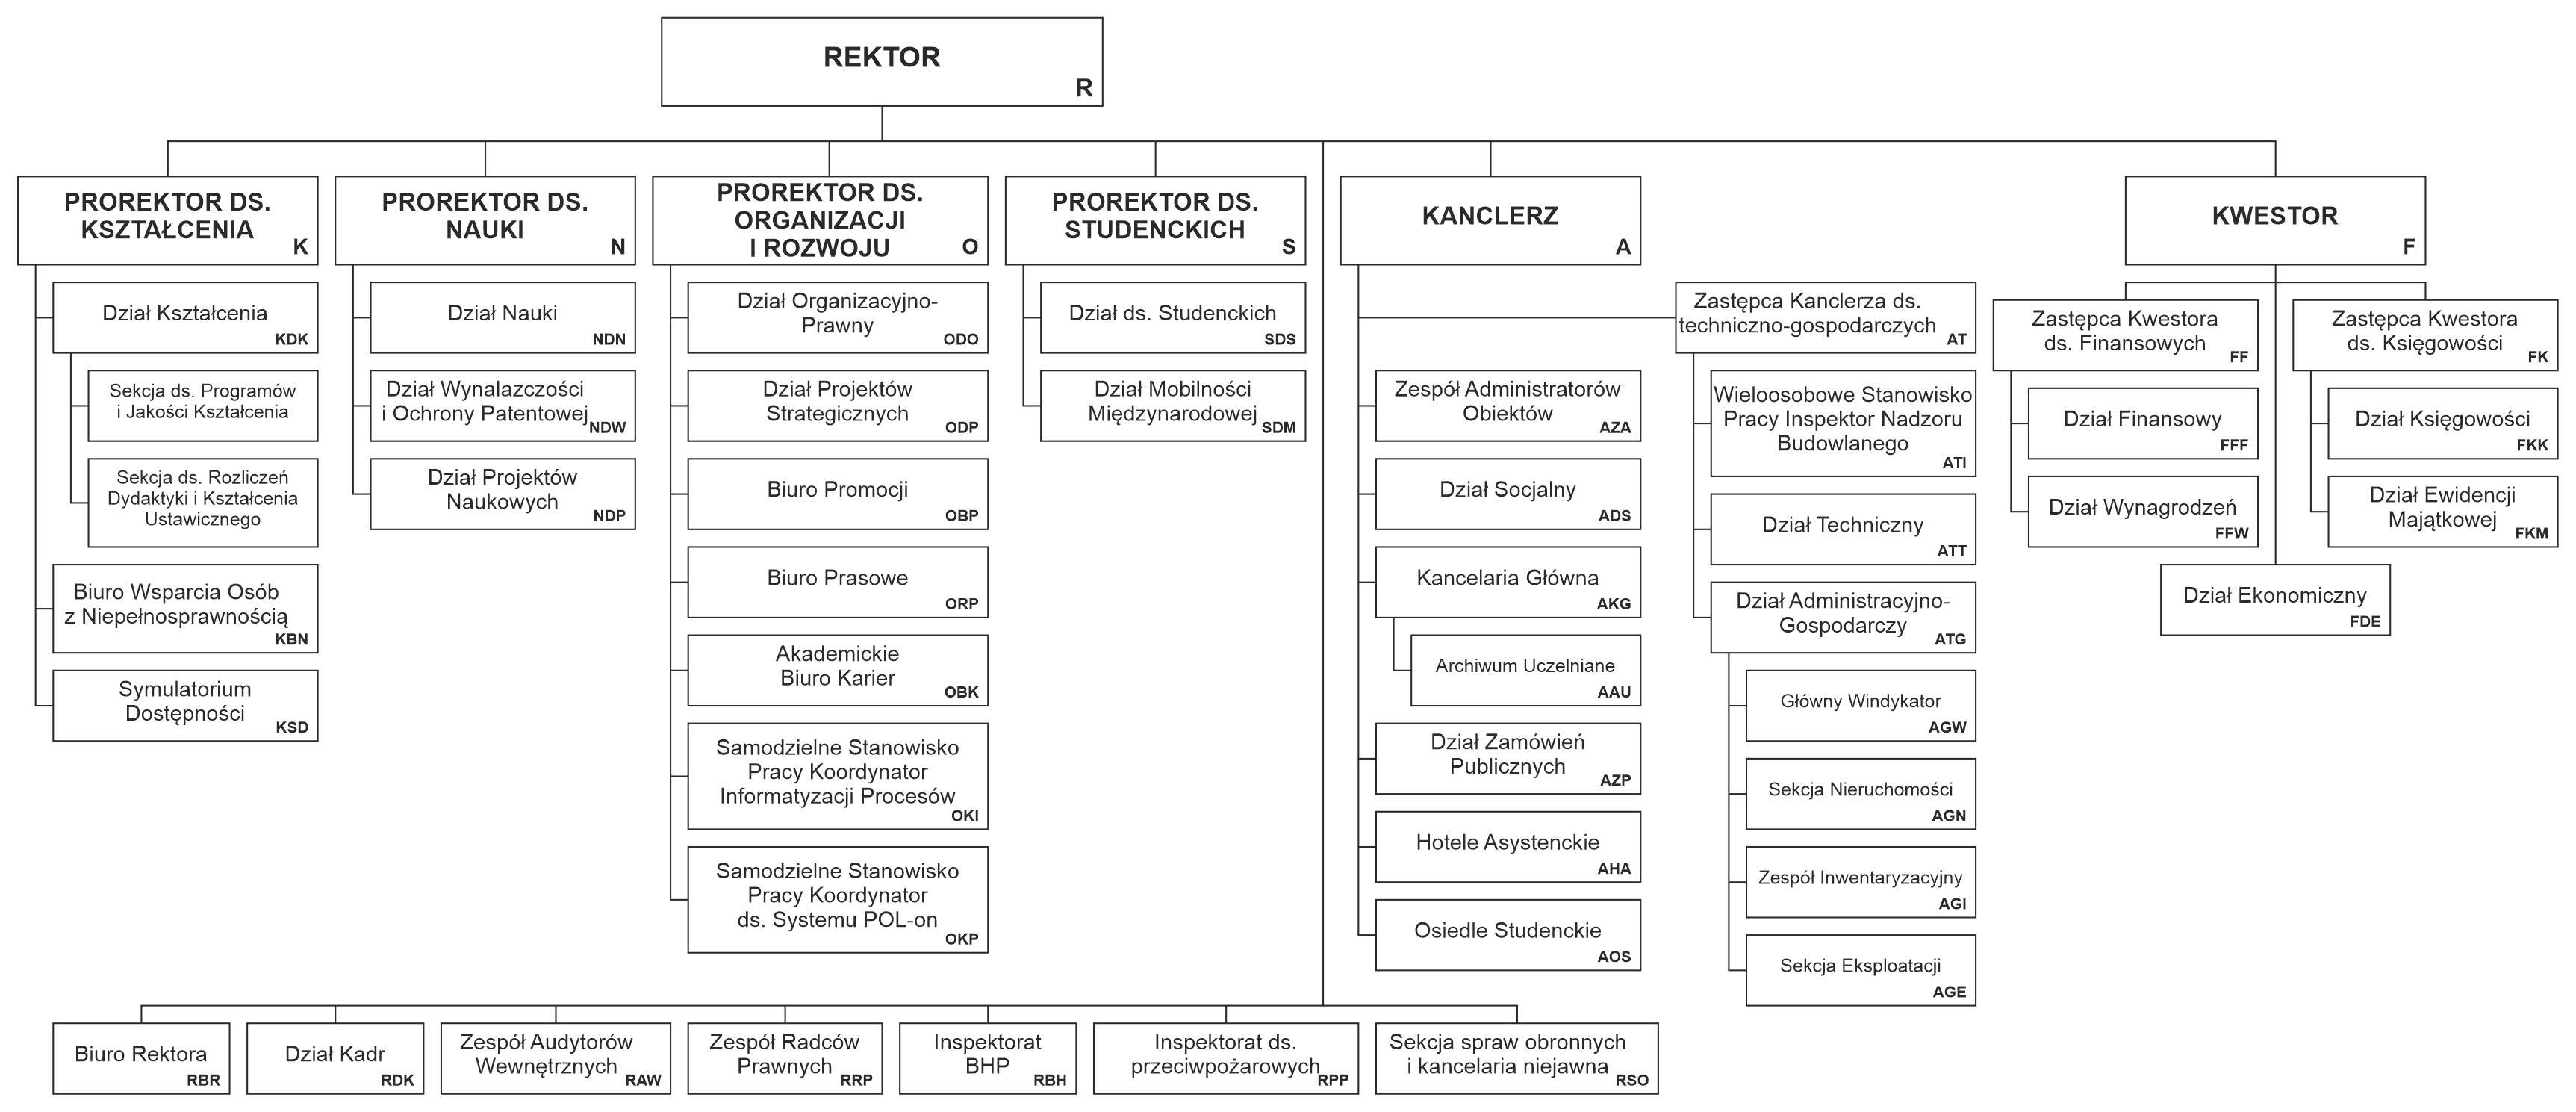 REKTOR
R
PROREKTOR DS.
KSZTAŁCENIA
K
Dział Kształcenia
KDK
Sekcja ds. Programów
i Jakości Kształcenia
Sekcja ds. Rozliczeń
Dydaktyki i Kształcenia
Ustawicznego
Biuro Wsparcia Osób
z Niepełnosprawnością
KBN
Symulatorium
Dostępności
KSD
PROREKTOR DS.
NAUKI
N
Dział Nauki
NDN
Dział Wynalazczości
i Ochrony Patentowej
NDW
Dział Projektów
Naukowych
NDP
PROREKTOR DS.
ORGANIZACJI
I ROZWOJU
O
Dział Organizacyjno-
Prawny
ODO
Dział Projektów
Strategicznych
ODP
Biuro Promocji
OBP
Biuro Prasowe
ORP
Akademickie
Biuro Karier
OBK
Samodzielne Stanowisko
Pracy Koordynator
Informatyzacji Procesów
OKI
Samodzielne Stanowisko
Pracy Koordynator
ds. Systemu POL-on
OKP
PROREKTOR DS.
STUDENCKICH
S
Dział ds. Studenckich
SDS
Dział Mobilności
Międzynarodowej
SDM
KANCLERZ
A
Zespół Administratorów
Obiektów
AZA
Dział Socjalny
ADS
Kancelaria Główna
AKG
Archiwum Uczelniane
AAU
Dział Zamówień
Publicznych
AZP
Hotele Asystenckie
AHA
Osiedle Studenckie
AOS
Zastępca Kanclerza ds.
techniczno-gospodarczych
AT
Wieloosobowe Stanowisko
Pracy Inspektor Nadzoru
Budowlanego
ATI
Dział Techniczny
ATT
Dział Administracyjno-
Gospodarczy
ATG
Główny Windykator
AGW
Sekcja Nieruchomości
AGN
Zespół Inwentaryzacyjny
AGI
Sekcja Eksploatacji
AGE
KWESTOR
F
Zastępca Kwestora
ds. Finansowych
FF
Dział Finansowy
FFF
Dział Wynagrodzeń
FFW
Zastępca Kwestora
ds. Księgowości
FK
Dział Księgowości
FKK
Dział Ewidencji
Majątkowej
FKM
Dział Ekonomiczny
FDE
Biuro Rektora
RBR
Dział Kadr
RDK
Zespół Audytorów
Wewnętrznych
RAW
Zespół Radców
Prawnych
RRP
Inspektorat
BHP
RBH
Inspektorat ds.
przeciwpożarowych
RPP
Sekcja spraw obronnych
i kancelaria niejawna
RSO